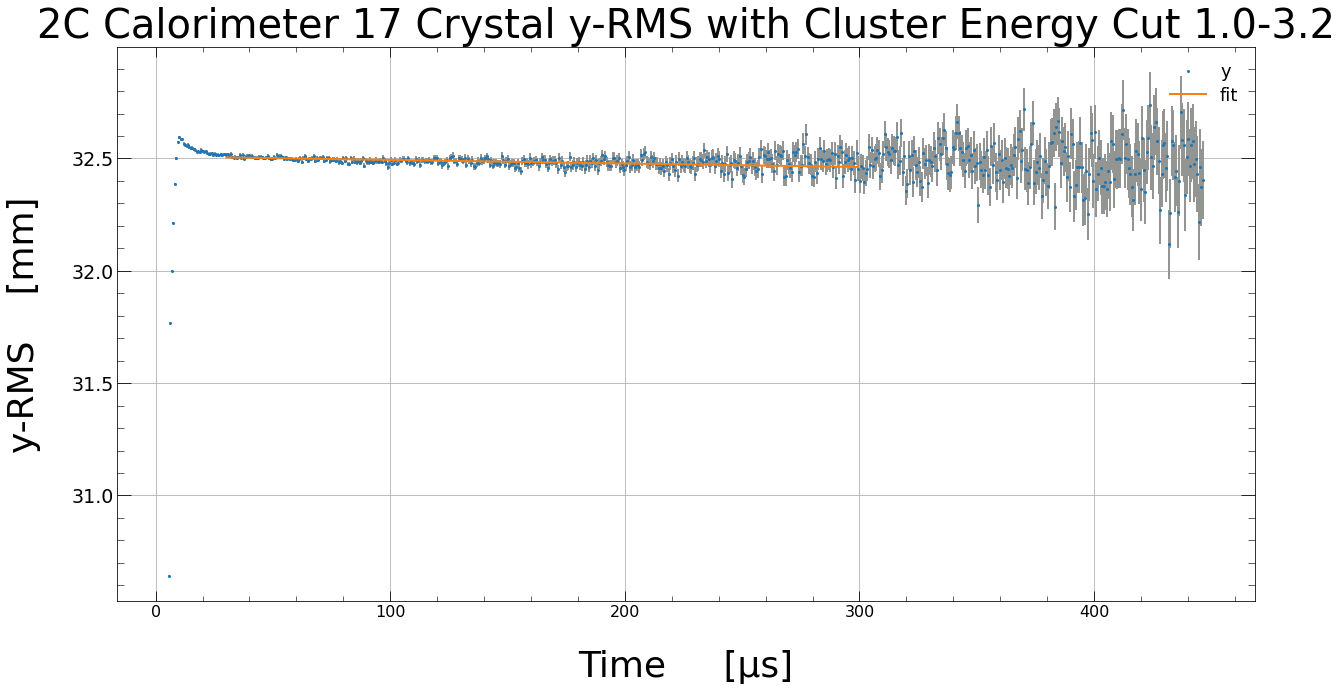 2C Calorimeter 17 Crystal y-RMS with Cluster Energy Cut 1.0-3.2
y
fit
32.5
32.0
31.5
31.0
y-RMS [mm]
0 100 200 300 400
Time [μs]